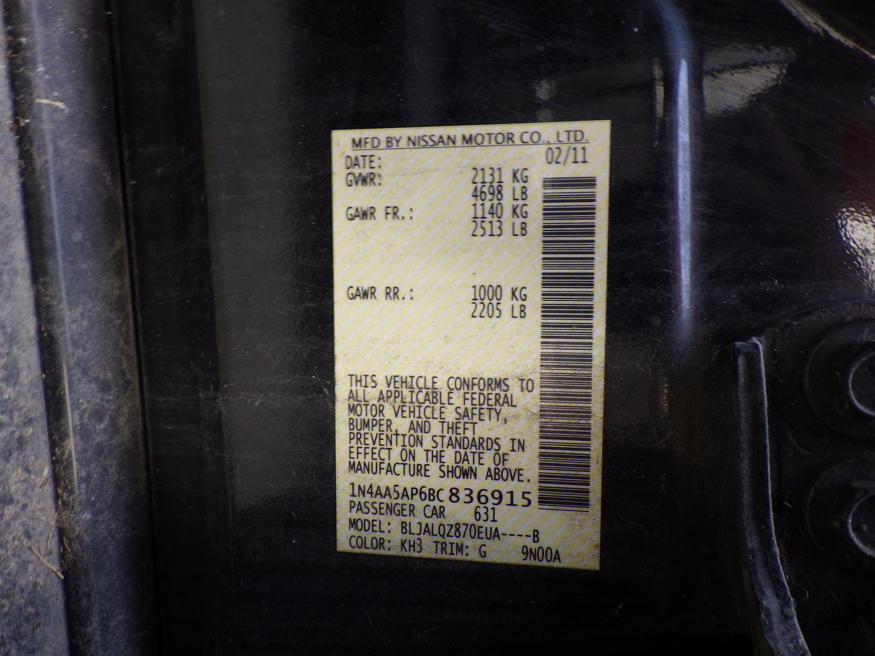 MFD BY NISSAN MOTOR CO., LTD.
DATE: 02/11
GVWR: 2131 KG
4698 LB
GAWR FR.: 1140 KG
2513 LB
GAWR RR.: 1000 KG
2205 LB
THIS VEHICLE CONFORMS TO
ALL APPLICABLE FEDERAL
MOTOR VEHICLE SAFETY,
BUMPER, AND THEFT
PREVENTION STANDARDS IN
EFFECT ON THE DATE OF
MANUFACTURE SHOWN ABOVE.
1N4AA5AP6BC836915
PASSENGER CAR 631
MODEL: BLJALQZ870EUA----B
COLOR: KH3 TRIM: G 9N00A